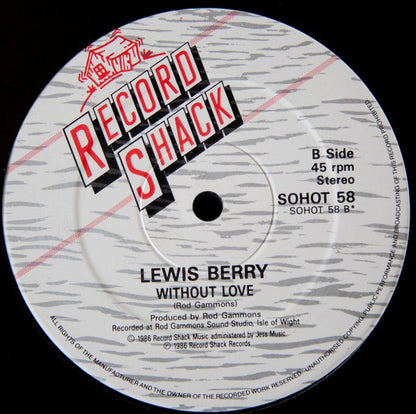 RECORD
SHACK
B Side
45 rpm
Stereo
SOHOT 58
SOHOT 58 B*
LEWIS BERRY
WITHOUT LOVE
(Rod Gammons)
Produced by Rod Gammons
Recorded at Rod Gammons Sound Studio, Isle of Wight
© 1986 Record Shack Music administered by Jess Music
℗ 1986 Record Shack Records
ALL RIGHTS OF THE MANUFACTURER AND THE OWNER OF THE RECORDED WORK RESERVED. UNAUTHORISED COPYING PUBLIC PERFORMANCE AND BROADCASTING OF THIS RECORD PROHIBITED